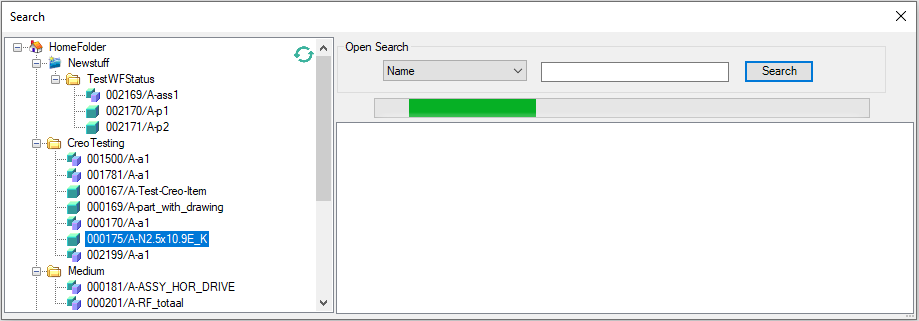 Search
HomeFolder
Newstuff
TestWFStatus
002169/A-ass1
002170/A-p1
002171/A-p2
CreoTesting
001500/A-a1
001781/A-a1
000167/A-Test-Creo-Item
000169/A-part_with_drawing
000170/A-a1
000175/A-N2.5x10.9E_K
002199/A-a1
Medium
000181/A-ASSY_HOR_DRIVE
000201/A-RF_totaal
Open Search
Name
Search